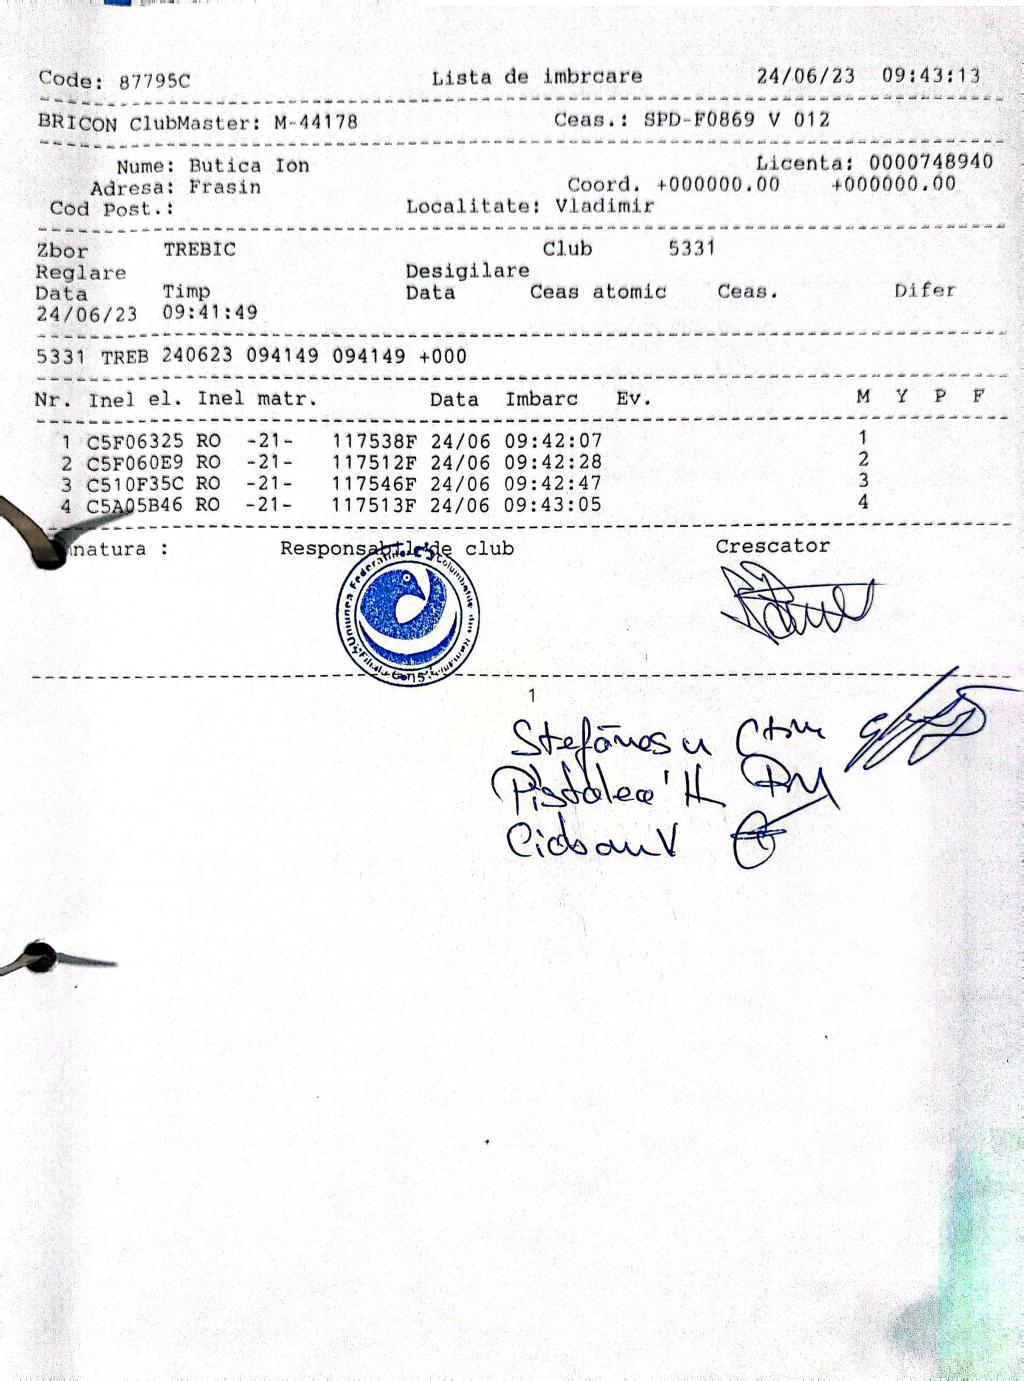 Code: 87795C Lista de imbrcare 24/06/23 09:43:13
BRICON ClubMaster: M-44178 Ceas.: SPD-F0869 V 012
Nume: Butica Ion Licenta: 0000748940
Adresa: Frasin Coord. +000000.00 +000000.00
Cod Post.: Localitate: Vladimir
Zbor TREBIC Club 5331
Reglare Desigilare
Data Timp Data Ceas atomic Ceas. Difer
24/06/23 09:41:49
5331 TREB 240623 094149 094149 +000
Nr. Inel el. Inel matr. Data Imbarc Ev. M Y P F
1 C5F06325 RO -21- 117538F 24/06 09:42:07 1
2 C5F060E9 RO -21- 117512F 24/06 09:42:28 2
3 C510F35C RO -21- 117546F 24/06 09:42:47 3
4 C5A05B46 RO -21- 117513F 24/06 09:43:05 4
natura : Responsabil de club Crescator
Uniunea Federatiilor Columbofile din Romania
1
Stefănescu
Pistolea H